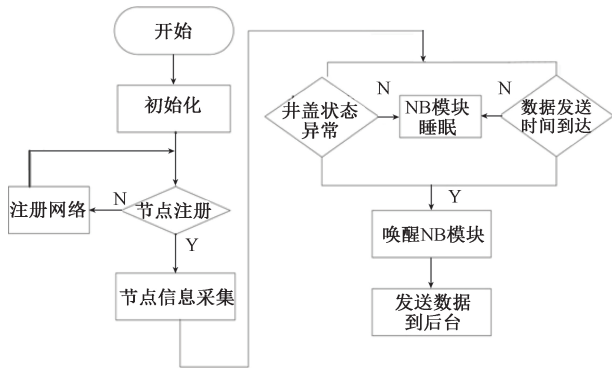 开始
初始化
节点注册
N
注册网络
Y
节点信息采集
井盖状态
异常
N
NB模块
睡眠
N
数据发送
时间到达
Y
唤醒NB模块
发送数据
到后台